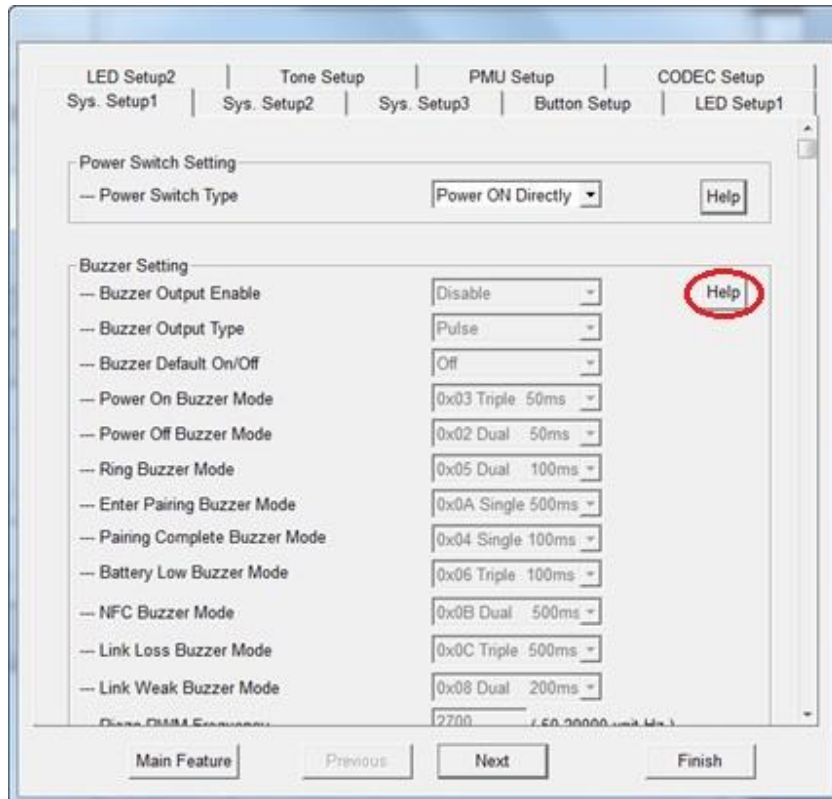 LED Setup2 Tone Setup PMU Setup CODEC Setup
Sys. Setup1 Sys. Setup2 Sys. Setup3 Button Setup LED Setup1
Power Switch Setting
--- Power Switch Type Power ON Directly Help
Buzzer Setting
--- Buzzer Output Enable Disable Help
--- Buzzer Output Type Pulse
--- Buzzer Default On/Off Off
--- Power On Buzzer Mode 0x03 Triple 50ms
--- Power Off Buzzer Mode 0x02 Dual 50ms
--- Ring Buzzer Mode 0x05 Dual 100ms
--- Enter Pairing Buzzer Mode 0x0A Single 500ms
--- Pairing Complete Buzzer Mode 0x04 Single 100ms
--- Battery Low Buzzer Mode 0x06 Triple 100ms
--- NFC Buzzer Mode 0x0B Dual 500ms
--- Link Loss Buzzer Mode 0x0C Triple 500ms
--- Link Weak Buzzer Mode 0x08 Dual 200ms
2700
Main Feature Previous Next Finish